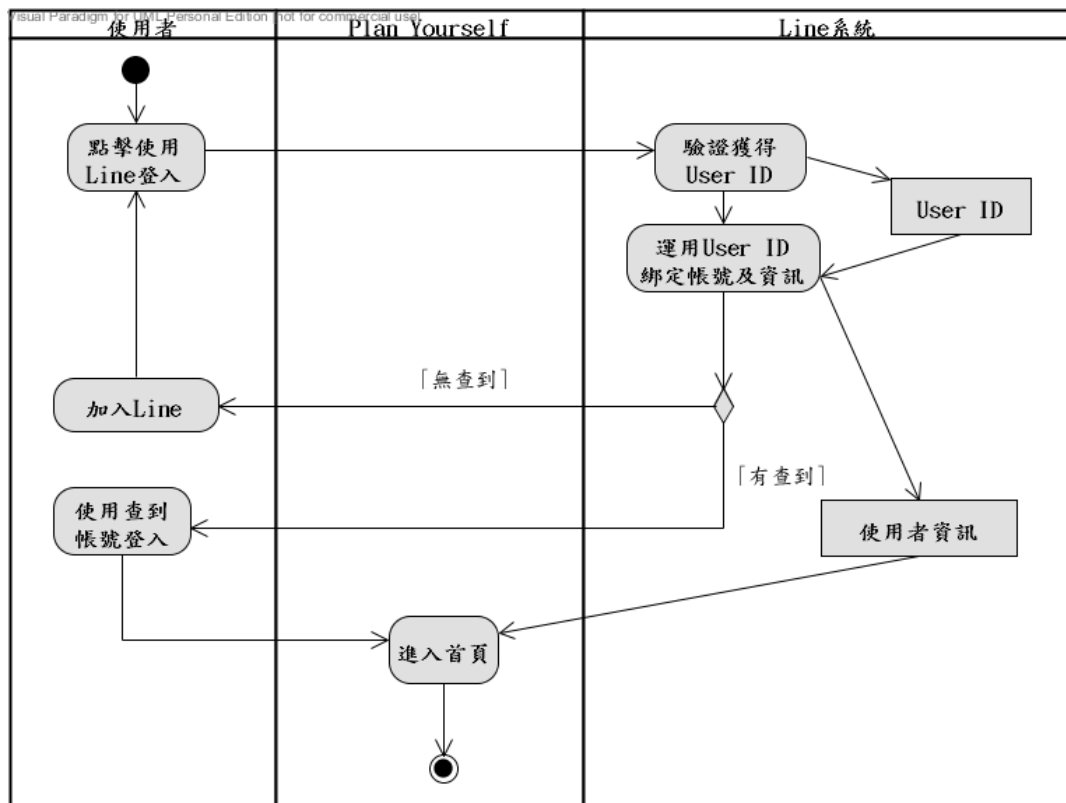 Visual Paradigm for UML Personal Edition [not for commercial use]
使用者
Plan Yourself
Line系統
點擊使用
Line登入
驗證獲得
User ID
User ID
運用User ID
綁定帳號及資訊
「無查到」
加入Line
「有查到」
使用查到
帳號登入
使用者資訊
進入首頁